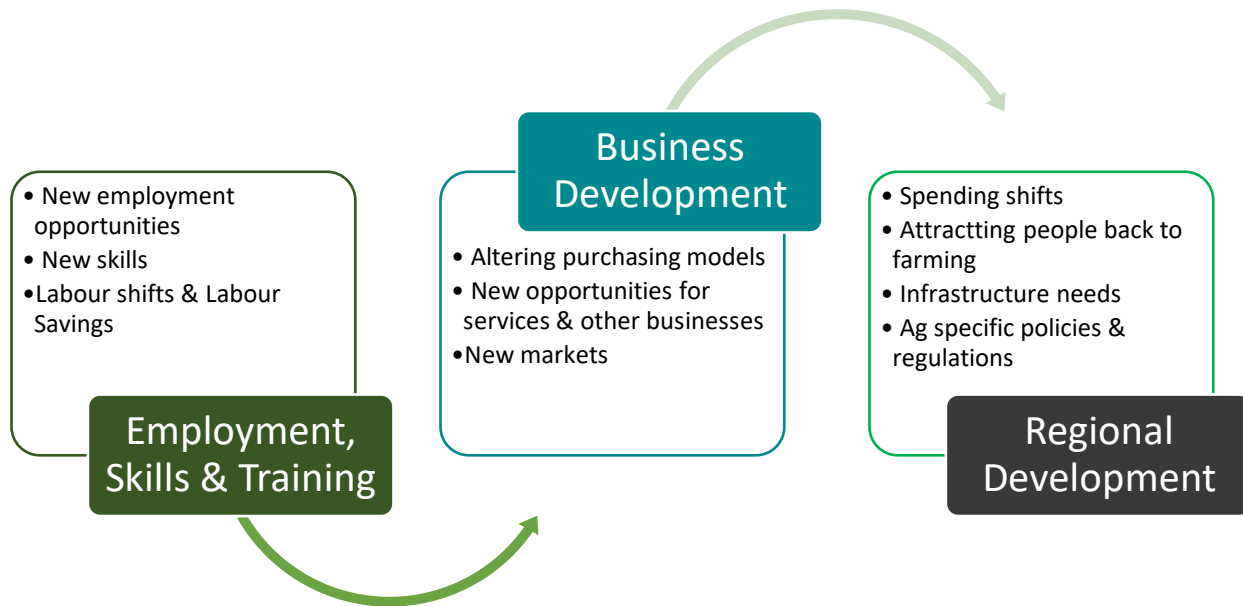 • New employment
opportunities
• New skills
•Labour shifts & Labour
Savings
Employment,
Skills & Training
Business
Development
• Altering purchasing models
• New opportunities for
services & other businesses
•New markets
• Spending shifts
• Attractting people back to
farming
• Infrastructure needs
• Ag specific policies &
regulations
Regional
Development